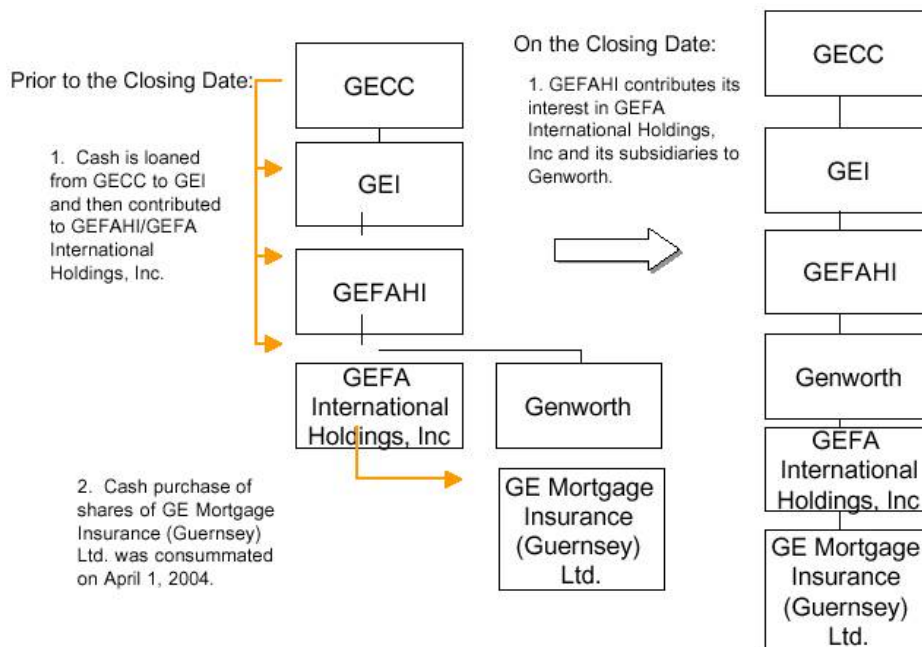 Prior to the Closing Date:
1. Cash is loaned
from GECC to GEI
and then contributed
to GEFAHI/GEFA
International
Holdings, Inc.
GECC
GEI
GEFAHI
GEFA
International
Holdings, Inc
Genworth
2. Cash purchase of
shares of GE Mortgage
Insurance (Guernsey)
Ltd. was consummated
on April 1, 2004.
GE Mortgage
Insurance
(Guernsey)
Ltd.
On the Closing Date:
1. GEFAHI contributes its
interest in GEFA
International Holdings,
Inc and its subsidiaries to
Genworth.
GECC
GEI
GEFAHI
Genworth
GEFA
International
Holdings, Inc
GE Mortgage
Insurance
(Guernsey)
Ltd.